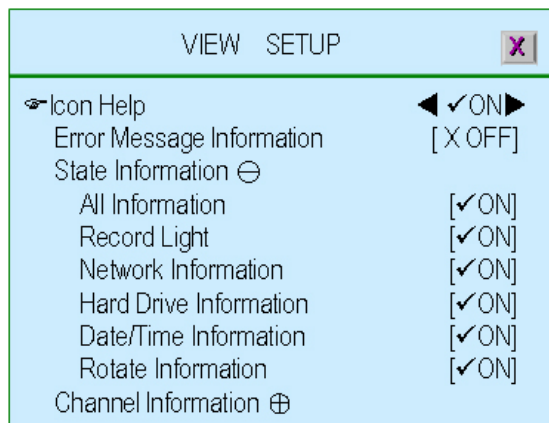 VIEW SETUP X
☞Icon Help ◀ ✔ON▶
Error Message Information [ X OFF]
State Information ⊖
All Information [✔ON]
Record Light [✔ON]
Network Information [✔ON]
Hard Drive Information [✔ON]
Date/Time Information [✔ON]
Rotate Information [✔ON]
Channel Information ⊕